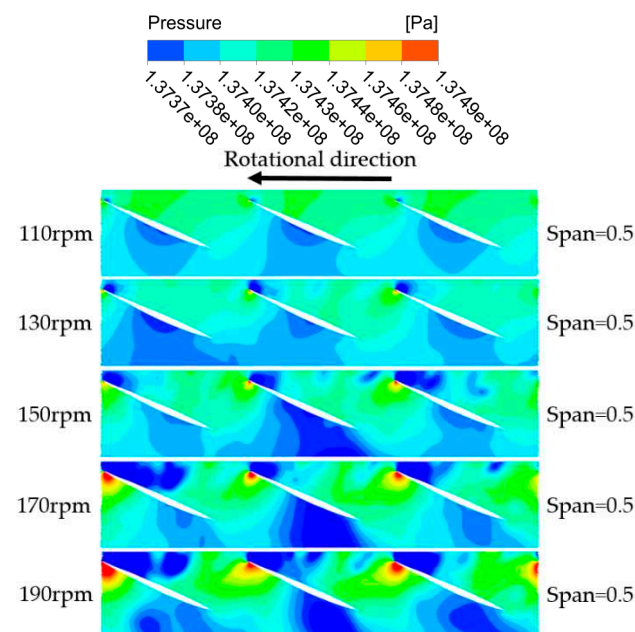 Pressure [Pa]
1.3737e+08
1.3738e+08
1.3740e+08
1.3742e+08
1.3743e+08
1.3744e+08
1.3746e+08
1.3748e+08
1.3749e+08
Rotational direction
110rpm Span=0.5
130rpm Span=0.5
150rpm Span=0.5
170rpm Span=0.5
190rpm Span=0.5